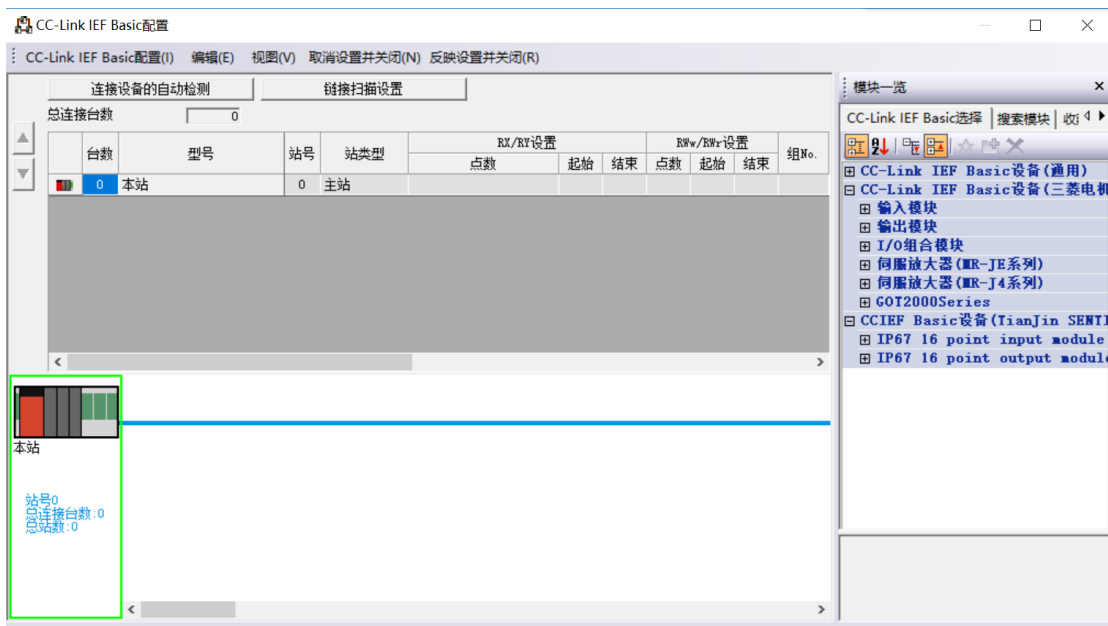 CC-Link IEF Basic配置
CC-Link IEF Basic配置(I) 编辑(E) 视图(V) 取消设置并关闭(N) 反映设置并关闭(R)
连接设备的自动检测 链接扫描设置
总连接台数 0
台数 型号 站号 站类型 RX/RY设置 RWw/RWr设置 组No.
点数 起始 结束 点数 起始 结束
0 本站 0 主站
本站
站号0
总连接台数:0
总站数:0
模块一览
CC-Link IEF Basic选择 搜索模块
CC-Link IEF Basic设备(通用)
CC-Link IEF Basic设备(三菱电机
输入模块
输出模块
I/O组合模块
伺服放大器(MR-JE系列)
伺服放大器(MR-J4系列)
GOT2000Series
CCIEF Basic设备(TianJin SENTI
IP67 16 point input module
IP67 16 point output module